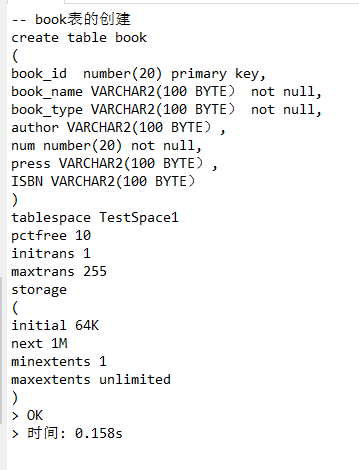 -- book表的创建
create table book
(
book_id  number(20) primary key,
book_name VARCHAR2(100 BYTE） not null,
book_type VARCHAR2(100 BYTE） not null,
author VARCHAR2(100 BYTE）,
num number(20) not null,
press VARCHAR2(100 BYTE）,
ISBN VARCHAR2(100 BYTE）
)
tablespace TestSpace1
pctfree 10
initrans 1
maxtrans 255
storage
(
initial 64K
next 1M
minextents 1
maxextents unlimited
)
> OK
> 时间: 0.158s